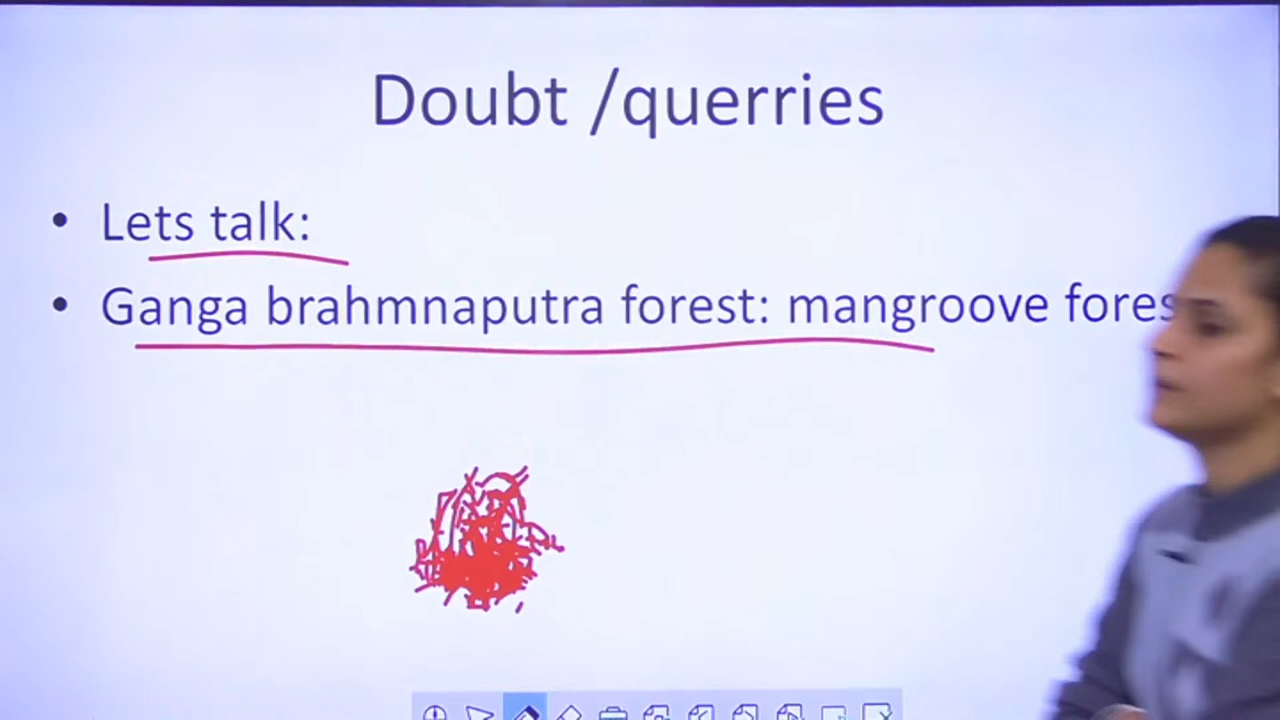 Doubt /querries
• Lets talk:
• Ganga brahmnaputra forest: mangroove fores